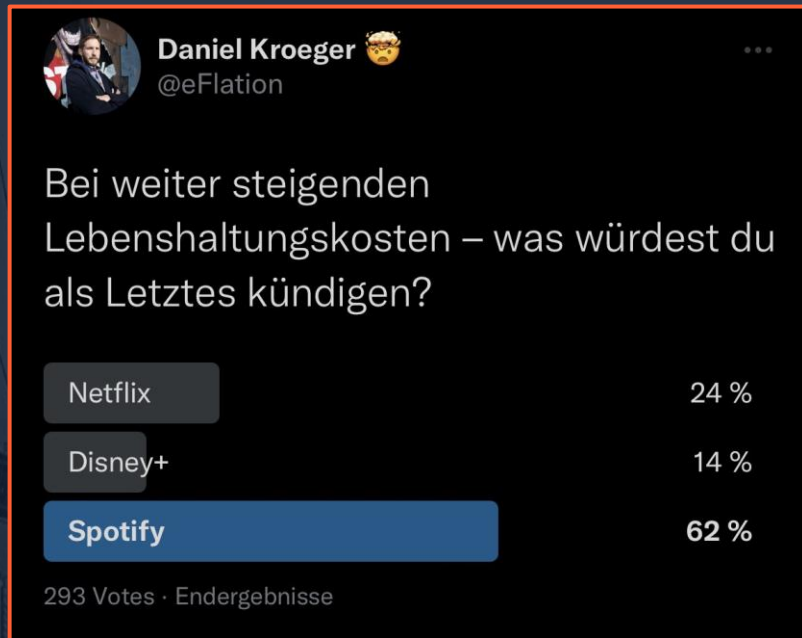 Daniel Kroeger 🤯
@eFlation
Bei weiter steigenden
Lebenshaltungskosten – was würdest du
als Letztes kündigen?
Netflix 24 %
Disney+ 14 %
Spotify 62 %
293 Votes · Endergebnisse